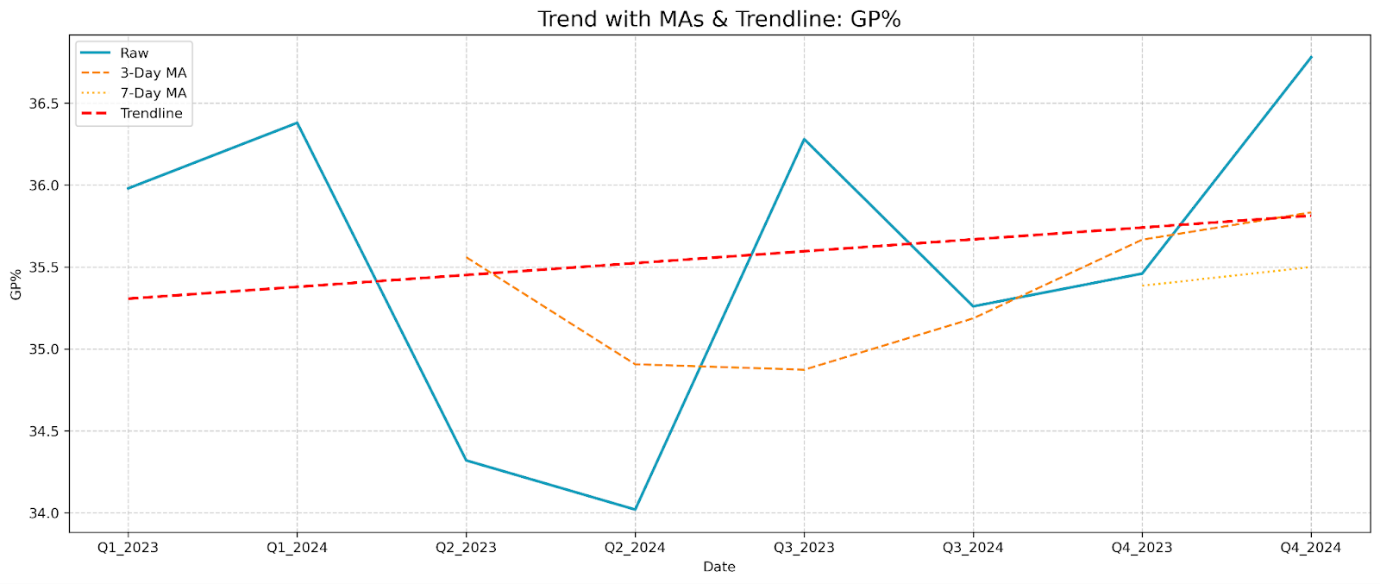 Trend with MAs & Trendline: GP%
Raw
3-Day MA
7-Day MA
Trendline
GP%
36.5
36.0
35.5
35.0
34.5
34.0
Q1_2023 Q1_2024 Q2_2023 Q2_2024 Q3_2023 Q3_2024 Q4_2023 Q4_2024
Date